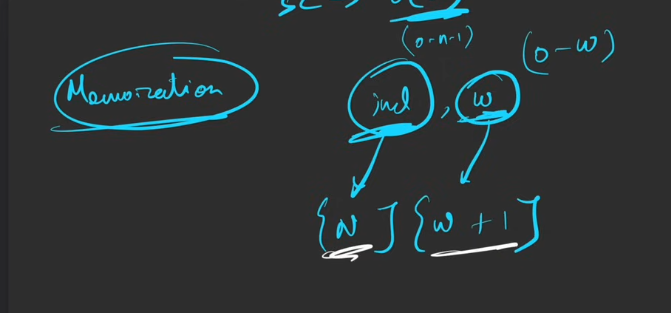 (0-n-1)
(0-w)
Memoization
ind, w
[N][w+1]